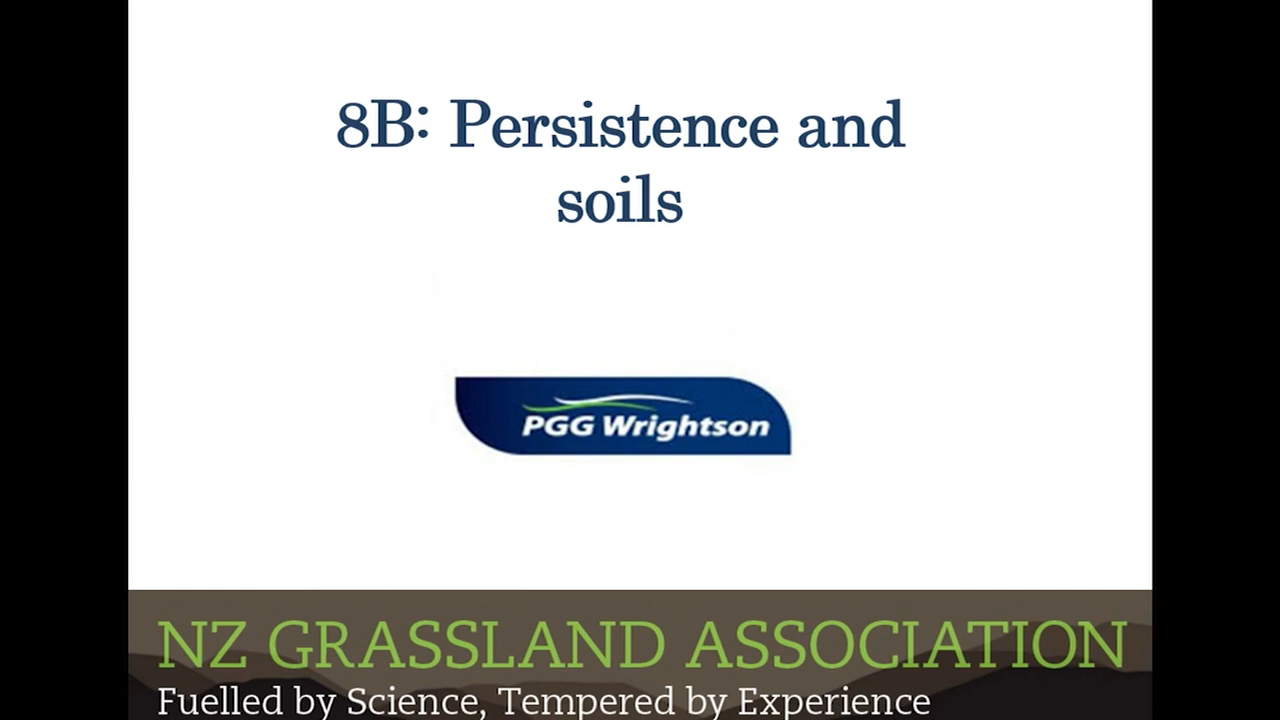 8B: Persistence and
soils
PGG Wrightson
NZ GRASSLAND ASSOCIATION
Fuelled by Science, Tempered by Experience